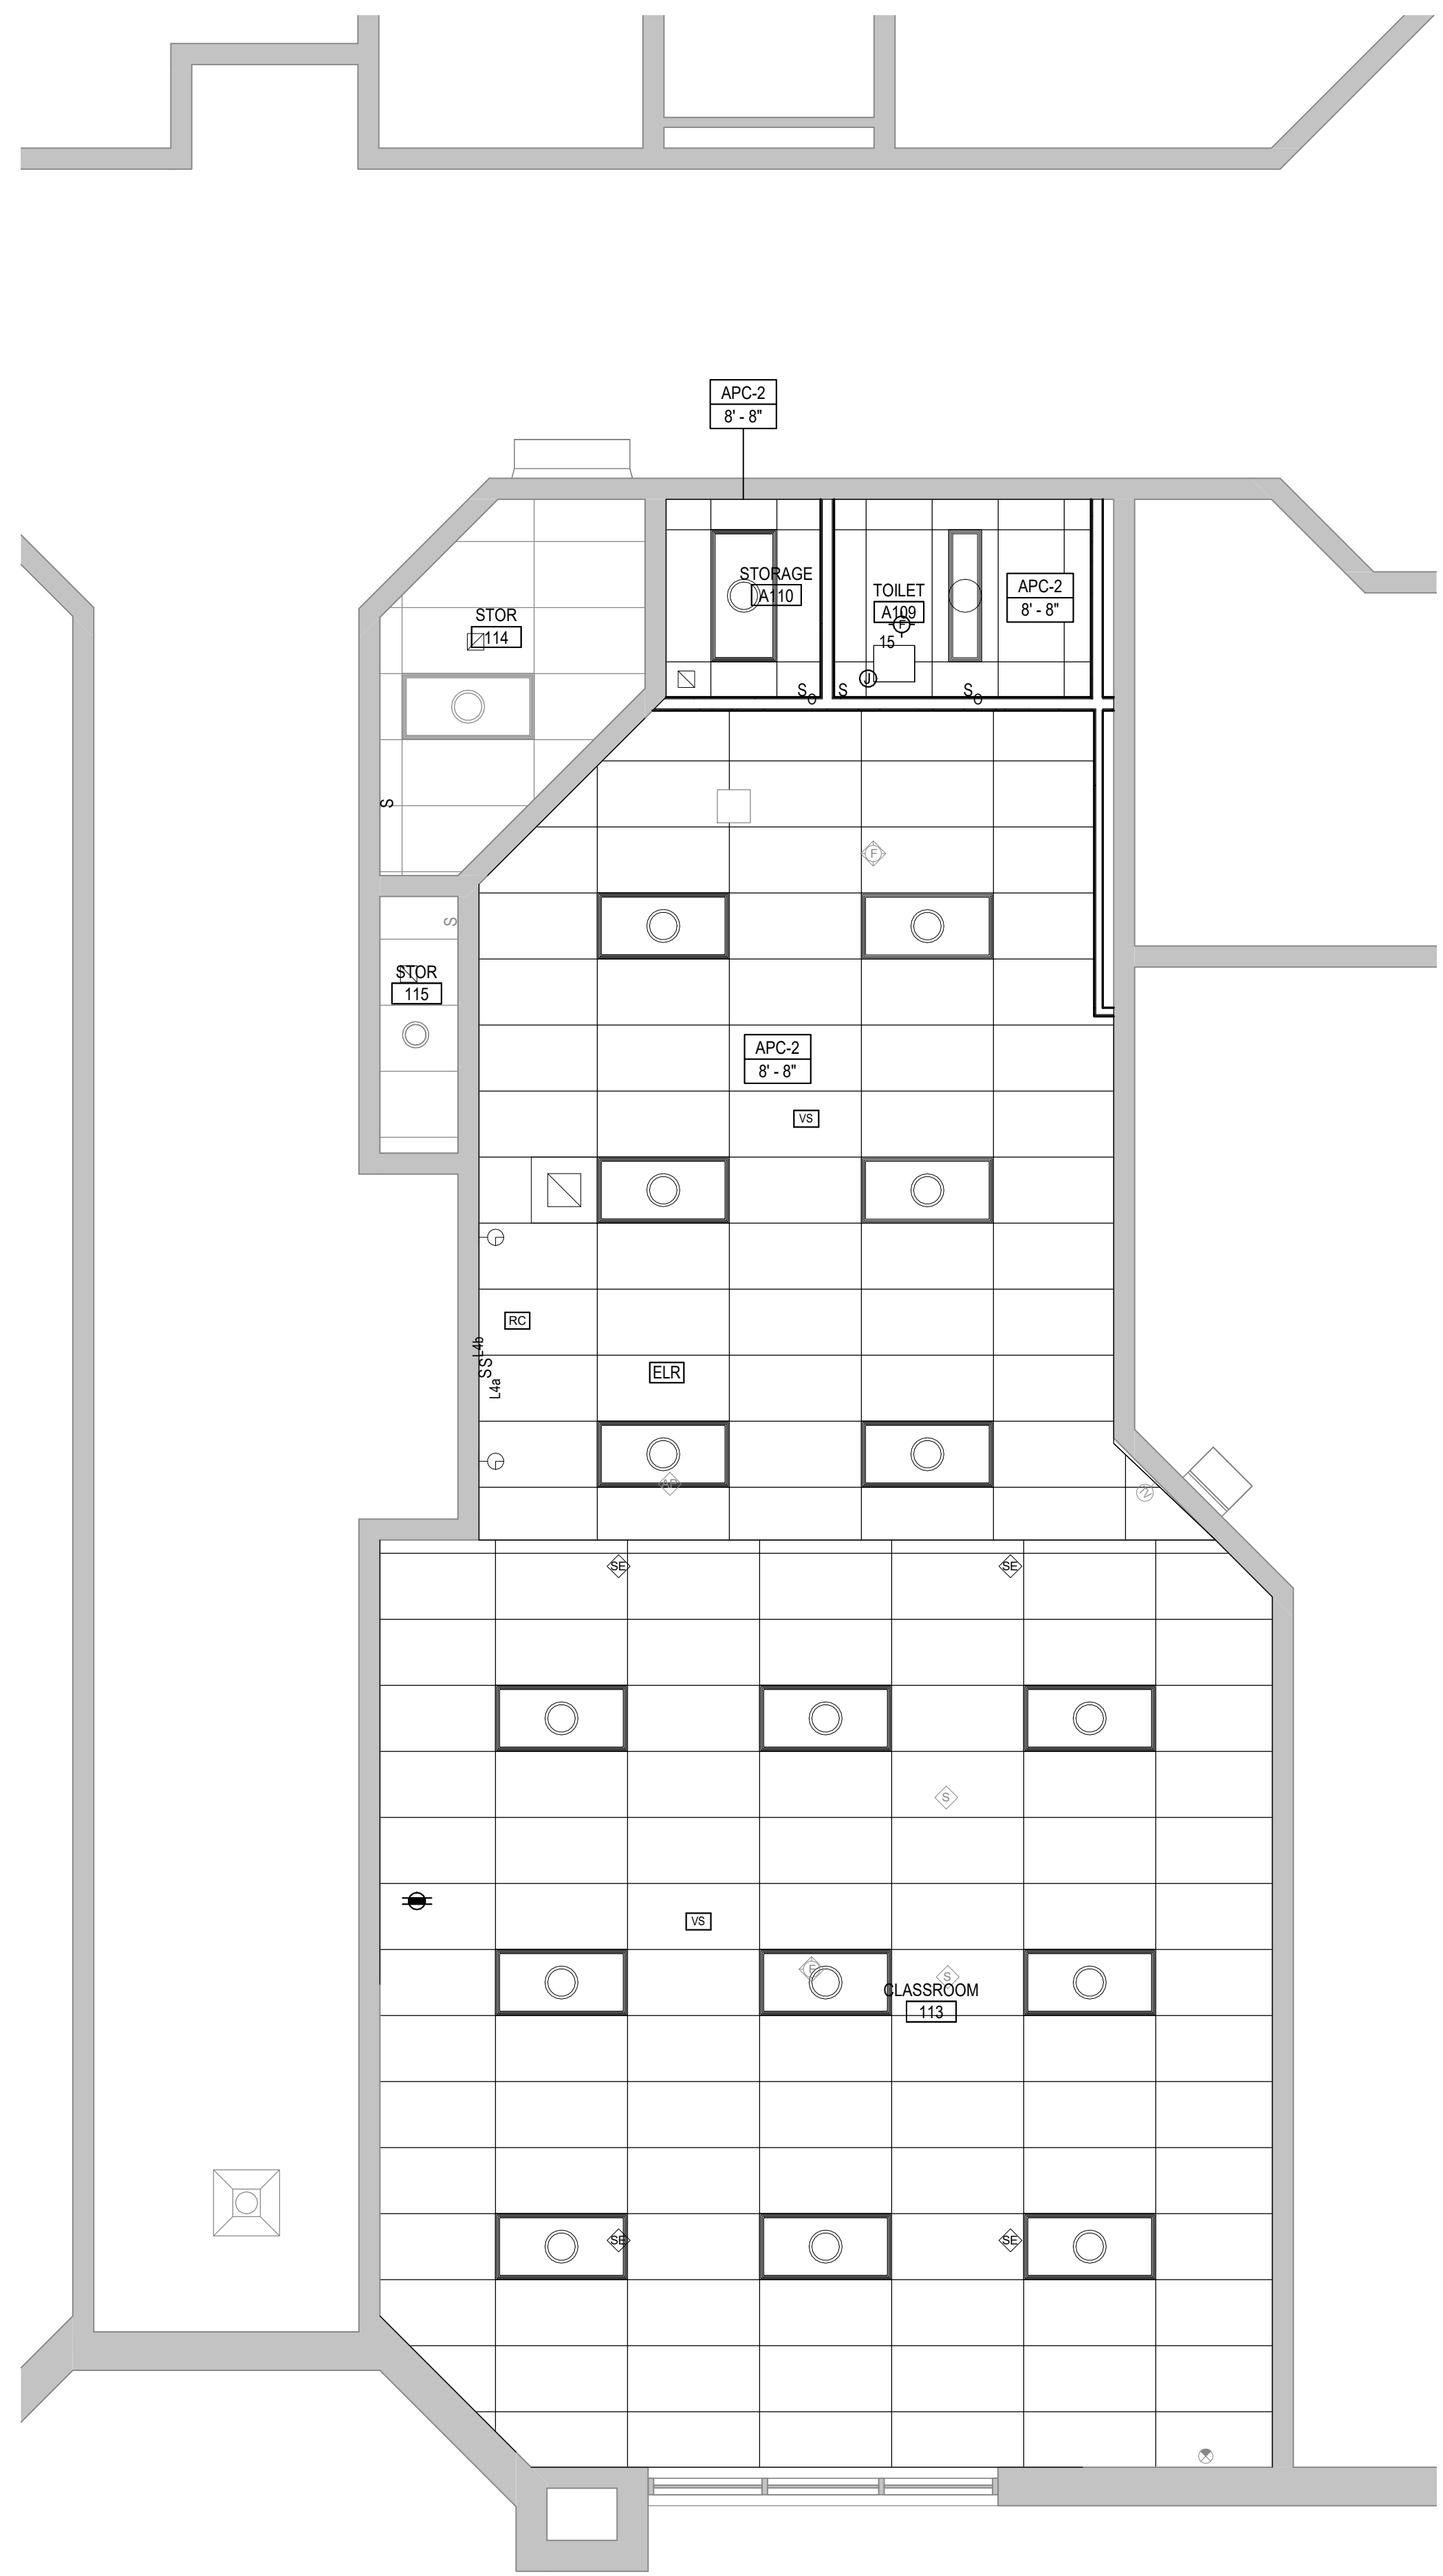 APC-2
8' - 8"
STORAGE
A110
TOILET
A109
F
15
APC-2
8' - 8"
STOR
114
J
S
O
S
S
O
S
F
S
STOR
115
APC-2
8' - 8"
VS
RC
L4b
SS
L4a
ELR
AP
SE
SE
S
VS
F
S
CLASSROOM
113
SE
SE